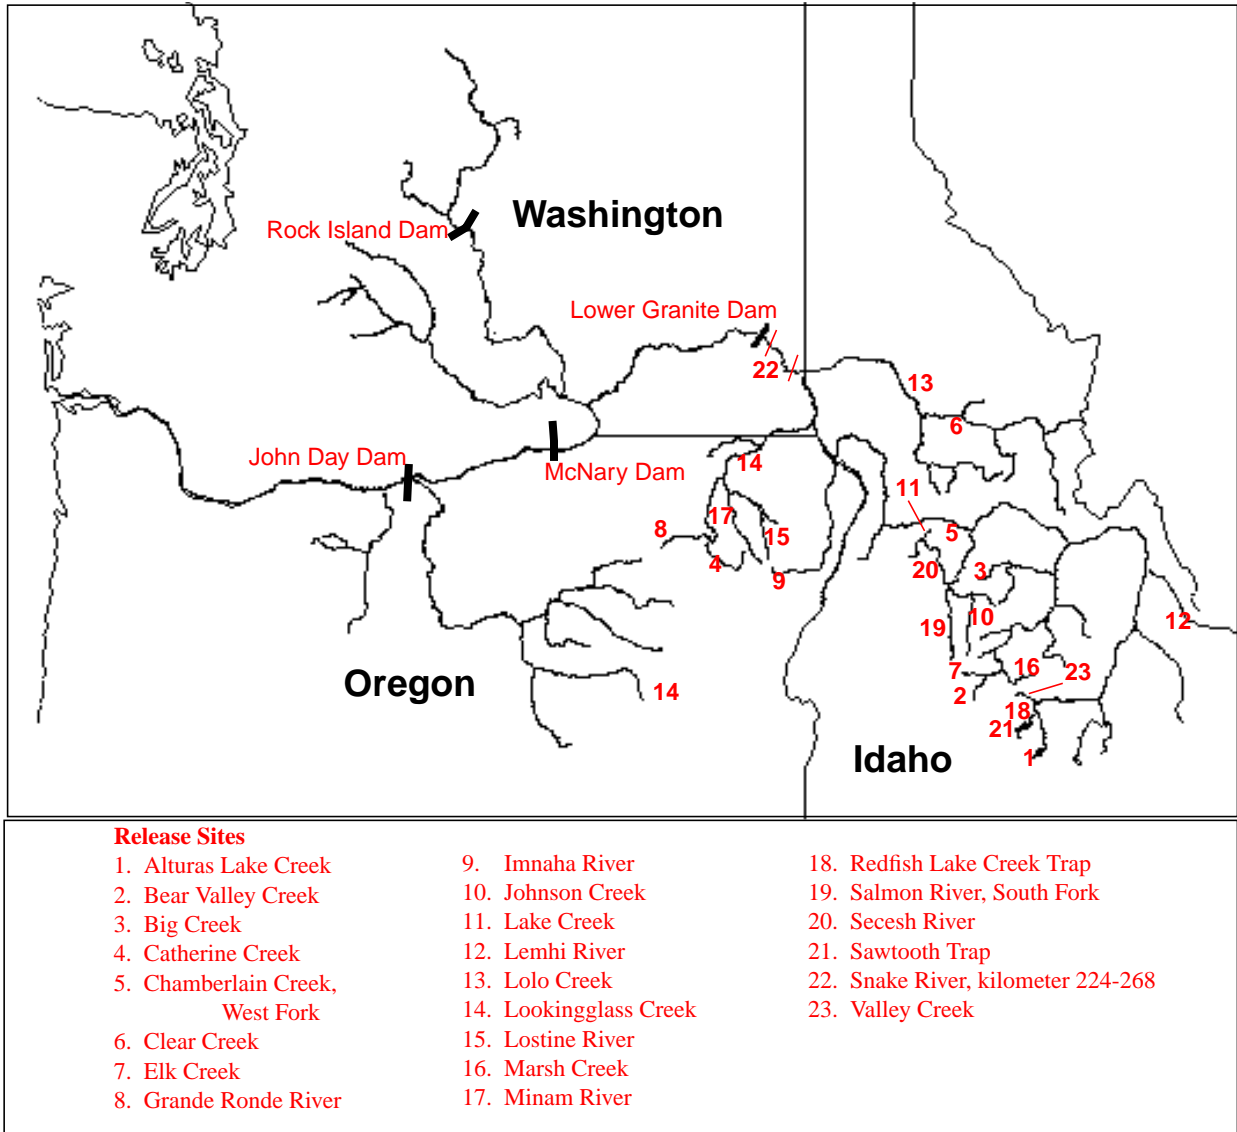 Washington
Rock Island Dam
Lower Granite Dam
22
13
6
John Day Dam
McNary Dam
14
11
17
8
15
5
4
9
20
3
19
10
12
Oregon
14
7
2
16
23
18
21
1
Idaho
Release Sites
1. Alturas Lake Creek
2. Bear Valley Creek
3. Big Creek
4. Catherine Creek
5. Chamberlain Creek,
West Fork
6. Clear Creek
7. Elk Creek
8. Grande Ronde River
9. Imnaha River
10. Johnson Creek
11. Lake Creek
12. Lemhi River
13. Lolo Creek
14. Lookingglass Creek
15. Lostine River
16. Marsh Creek
17. Minam River
18. Redfish Lake Creek Trap
19. Salmon River, South Fork
20. Secesh River
21. Sawtooth Trap
22. Snake River, kilometer 224-268
23. Valley Creek